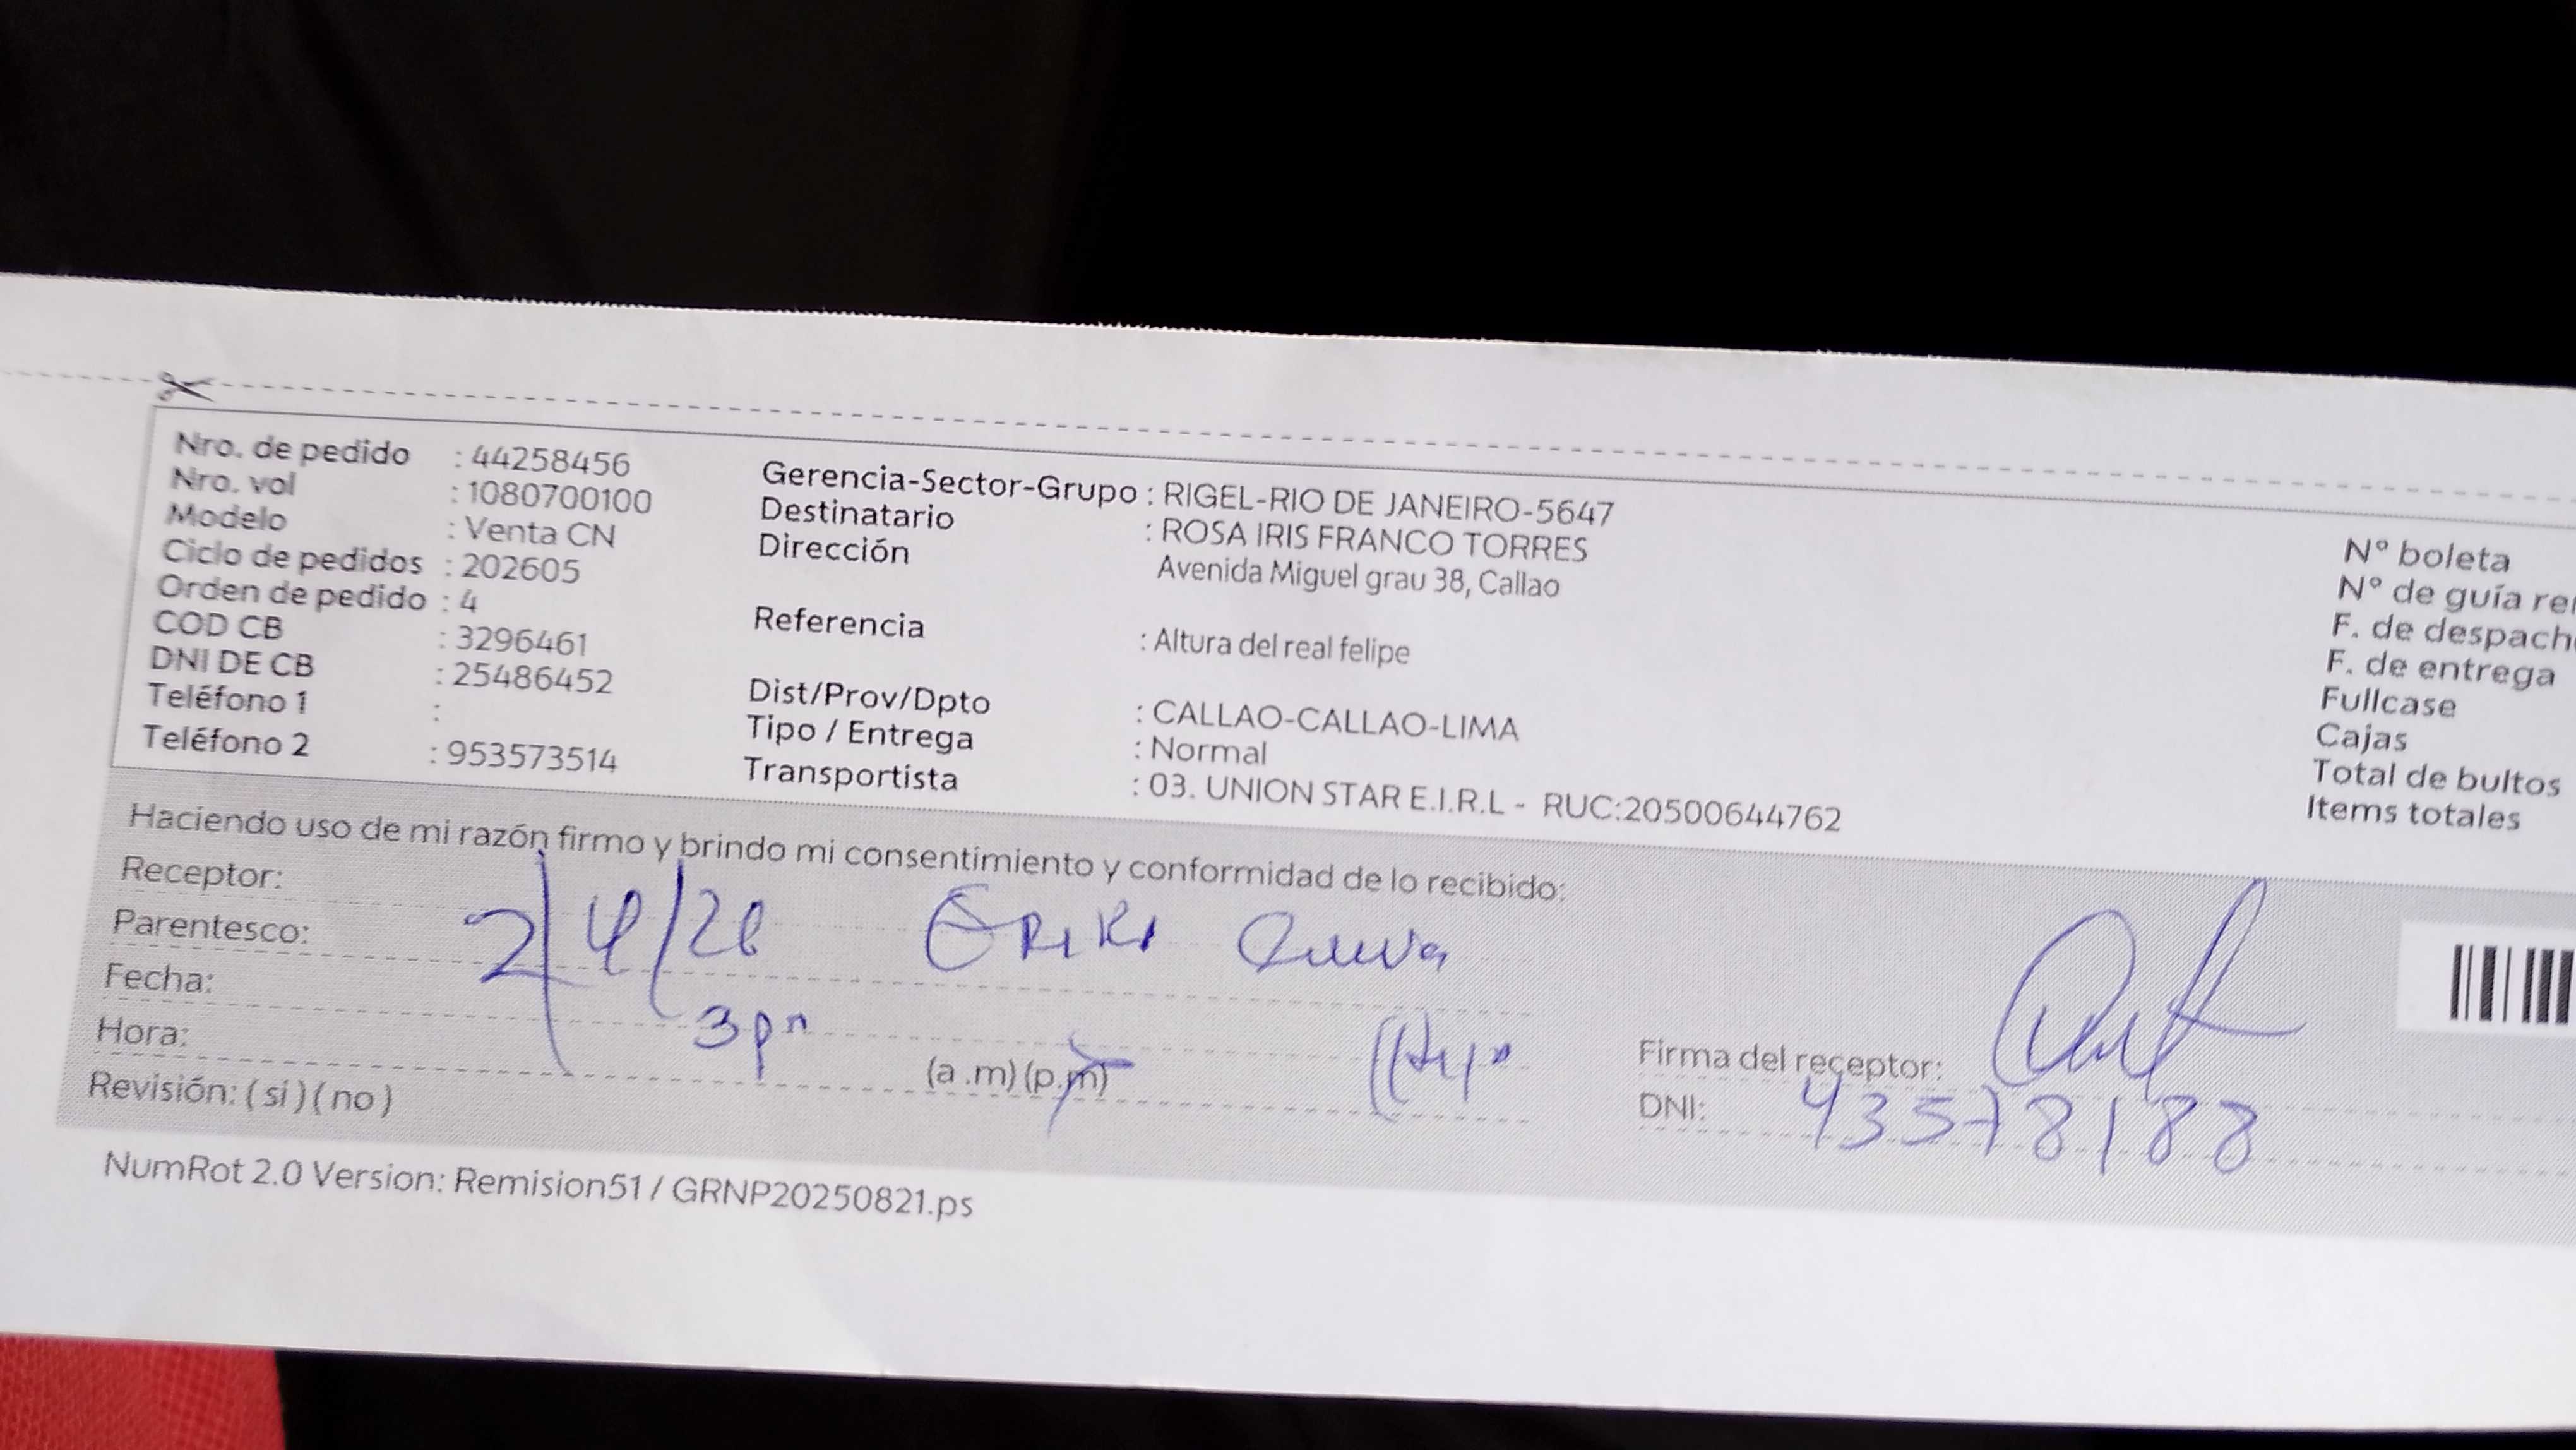 Nro. de pedido : 44258456
Nro. vol : 1080700100
Modelo : Venta CN
Ciclo de pedidos : 202605
Orden de pedido : 4
COD CB : 3296461
DNI DE CB : 25486452
Teléfono 1 :
Teléfono 2 : 953573514
Gerencia-Sector-Grupo : RIGEL-RIO DE JANEIRO-5647
Destinatario : ROSA IRIS FRANCO TORRES
Dirección Avenida Miguel grau 38, Callao
Referencia : Altura del real felipe
Dist/Prov/Dpto : CALLAO-CALLAO-LIMA
Tipo / Entrega : Normal
Transportista : 03. UNION STAR E.I.R.L - RUC:20500644762
N° boleta
N° de guía
F. de
F. de entrega
Fullcase
Cajas
Total de bultos
Items totales
Haciendo uso de mi razón firmo y brindo mi consentimiento y conformidad de lo recibido:
Receptor:
Parentesco: 2/4/26
Fecha:
Hora: 3pm (a .m) (p.m)
Revisión: ( si ) ( no )
Firma del receptor:
DNI: 43578188
NumRot 2.0 Version: Remision51 / GRNP20250821.ps